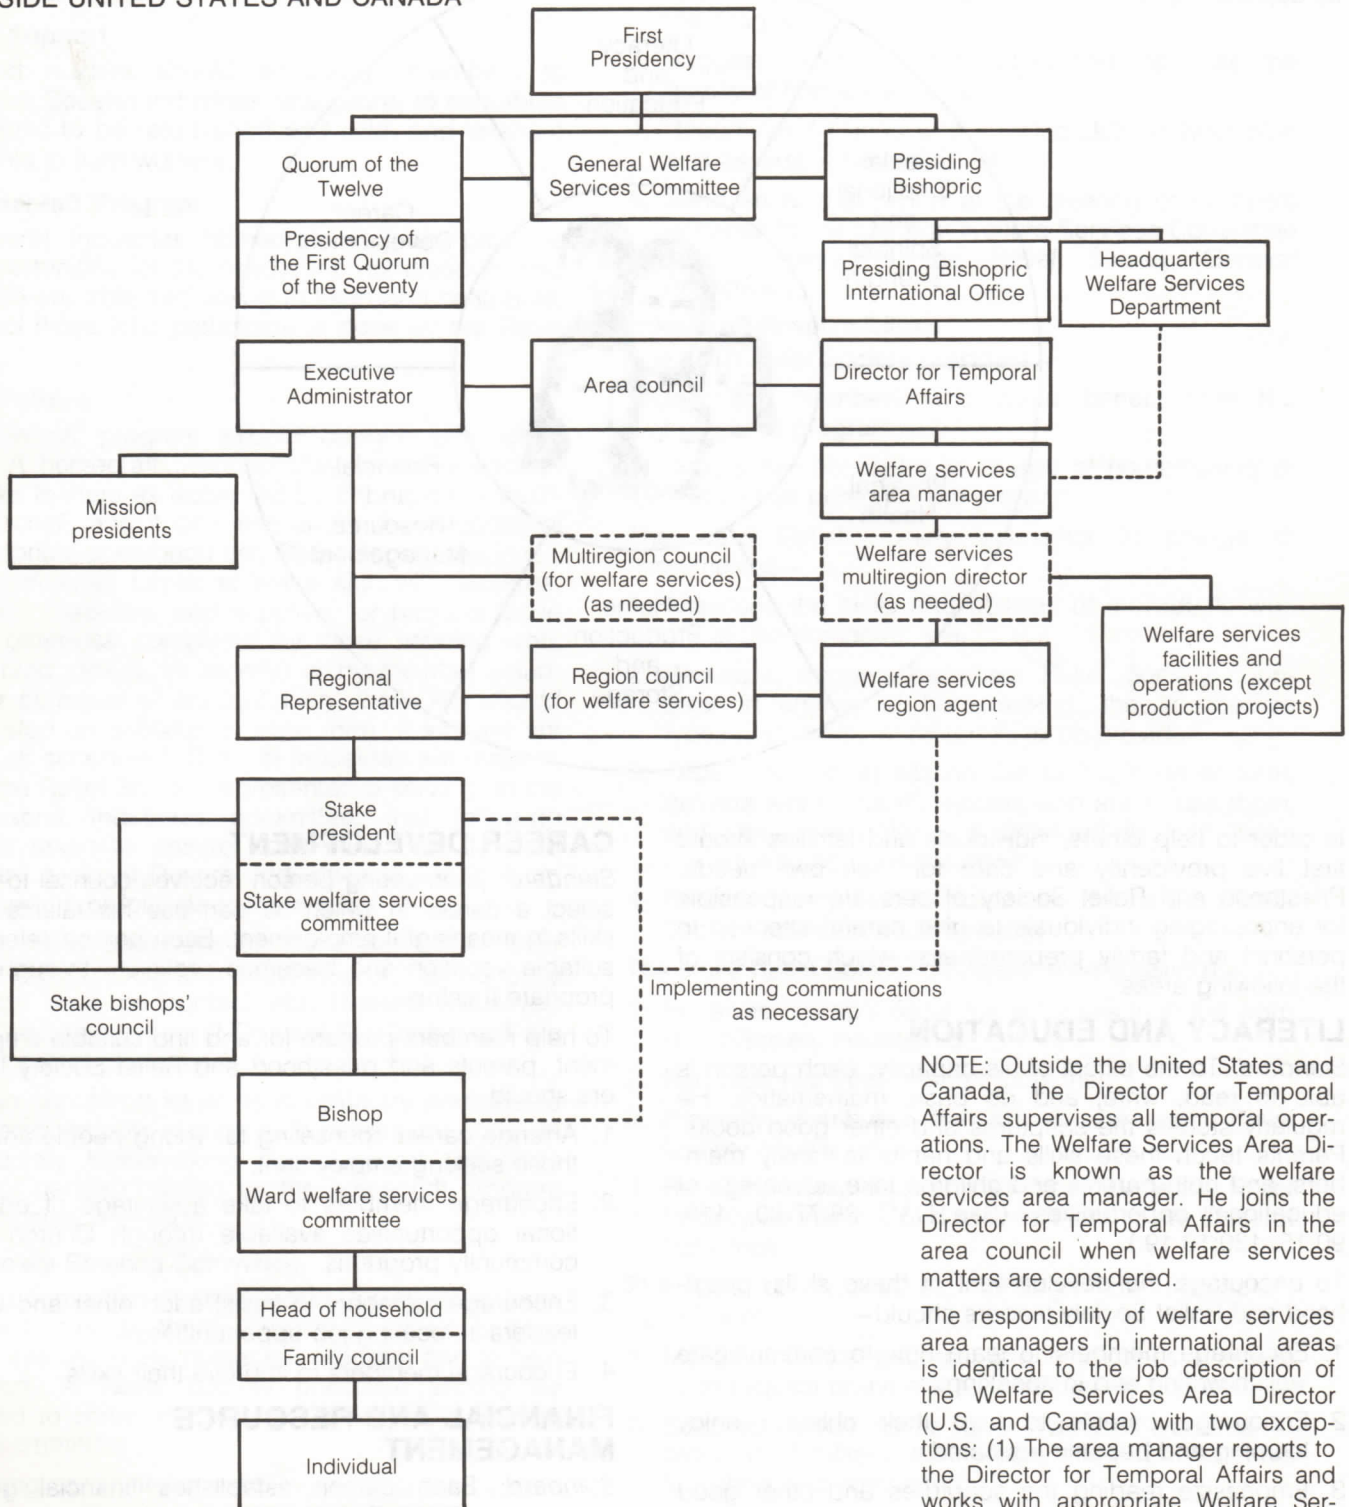 SIDE UNITED STATES AND CANADA
First
Presidency
Quorum of the
Twelve
General Welfare
Services Committee
Presiding
Bishopric
Presidency of
the First Quorum
of the Seventy
Presiding Bishopric
International Office
Headquarters
Welfare Services
Department
Executive
Administrator
Area council
Director for Temporal
Affairs
Mission
presidents
Welfare services
area manager
Multiregion council
(for welfare services)
(as needed)
Welfare services
multiregion director
(as needed)
Welfare services
facilities and
operations (except
production projects)
Regional
Representative
Region council
(for welfare services)
Welfare services
region agent
Stake
president
Stake welfare services
committee
Stake bishops'
council
Implementing communications
as necessary
Bishop
Ward welfare services
committee
Head of household
Family council
Individual
NOTE: Outside the United States and
Canada, the Director for Temporal
Affairs supervises all temporal oper-
ations. The Welfare Services Area Di-
rector is known as the welfare
services area manager. He joins the
Director for Temporal Affairs in the
area council when welfare services
matters are considered.
The responsibility of welfare services
area managers in international areas
is identical to the job description of
the Welfare Services Area Director
(U.S. and Canada) with two excep-
tions: (1) The area manager reports to
the Director for Temporal Affairs and
works with appropriate Welfare Ser-